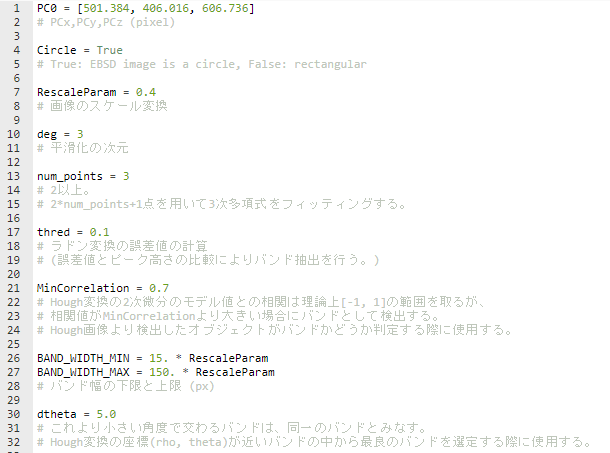 1 PC0 = [501.384, 406.016, 606.736]
2 # PCx,PCy,PCz (pixel)
3
4 Circle = True
5 # True: EBSD image is a circle, False: rectangular
6
7 RescaleParam = 0.4
8 # 画像のスケール変換
9
10 deg = 3
11 # 平滑化の次元
12
13 num_points = 3
14 # 2以上。
15 # 2*num_points+1点を用いて3次多項式をフィッティングする。
16
17 thred = 0.1
18 # ラドン変換の誤差値の計算
19 # (誤差値とピーク高さの比較によりバンド抽出を行う。)
20
21 MinCorrelation = 0.7
22 # Hough変換の2次微分のモデル値との相関は理論上[-1, 1]の範囲を取るが、
23 # 相関値がMinCorrelationより大きい場合にバンドとして検出する。
24 # Hough画像より検出したオブジェクトがバンドかどうか判定する際に使用する。
25
26 BAND_WIDTH_MIN = 15. * RescaleParam
27 BAND_WIDTH_MAX = 150. * RescaleParam
28 # バンド幅の下限と上限 (px)
29
30 dtheta = 5.0
31 # これより小さい角度で交わるバンドは、同一のバンドとみなす。
32 # Hough変換の座標(rho, theta)が近いバンドの中から最良のバンドを選定する際に使用する。